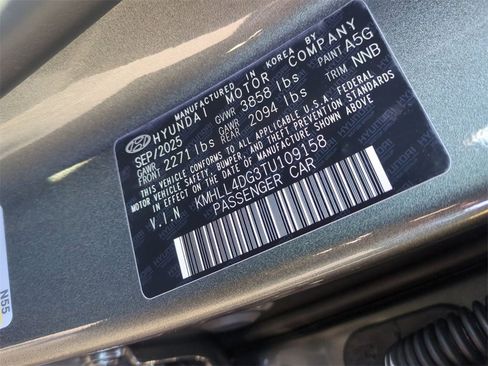 MANUFACTURED IN KOREA BY
HYUNDAI MOTOR COMPANY
SEP/2025 GVWR 3858 lbs PAINT A5G
GAWR FRONT 2271 lbs GAWR REAR 2094 lbs TRIM NNB
THIS VEHICLE CONFORMS TO ALL APPLICABLE U.S.A. FEDERAL
MOTOR VEHICLE SAFETY, BUMPER, AND THEFT PREVENTION STANDARDS
IN EFFECT ON THE DATE OF MANUFACTURE SHOWN ABOVE
V.I.N KMHLL4DG3TU109158
PASSENGER CAR
N55